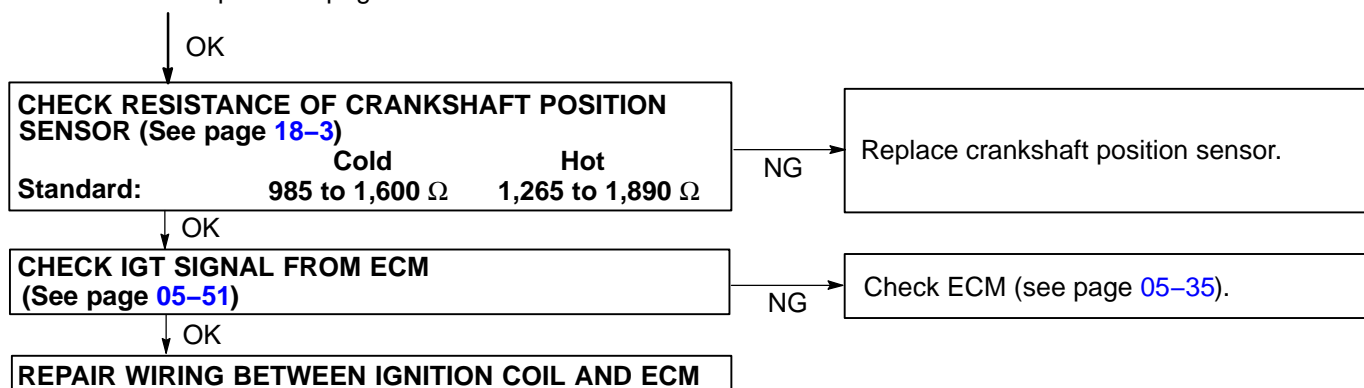 OK
CHECK RESISTANCE OF CRANKSHAFT POSITION
SENSOR (See page 18−3)
Cold Hot
Standard: 985 to 1,600 Ω 1,265 to 1,890 Ω
NG
Replace crankshaft position sensor.
OK
CHECK IGT SIGNAL FROM ECM
(See page 05−51)
NG
Check ECM (see page 05−35).
OK
REPAIR WIRING BETWEEN IGNITION COIL AND ECM